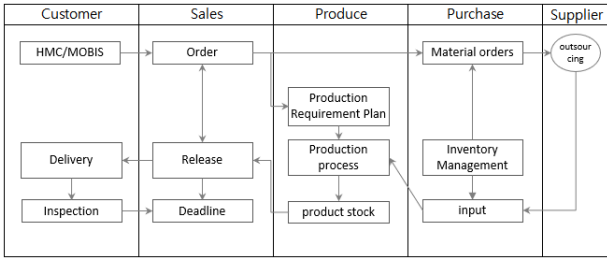 Customer
Sales
Produce
Purchase
Supplier
HMC/MOBIS
Order
Material orders
outsour
cing
Production
Requirement Plan
Delivery
Release
Production
process
Inventory
Management
Inspection
Deadline
product stock
input